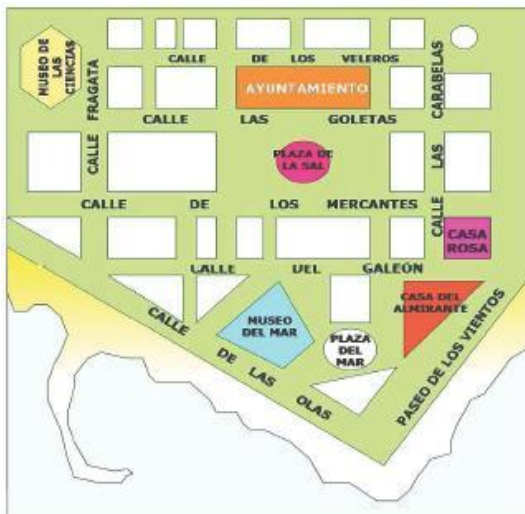 MUSEO DE
LAS
CIENCIAS
CALLE FRAGATA
CALLE DE LOS VELEROS
AYUNTAMIENTO
CALLE LAS CARABELAS
CALLE LAS GOLETAS
PLAZA DE
LA SAL
CALLE DE LOS MERCANTES
CASA
ROSA
CALLE DEL GALEÓN
CASA DEL
ALMIRANTE
MUSEO
DEL MAR
PLAZA
DEL
MAR
CALLE DE LAS OLAS
PASEO DE LOS VIENTOS